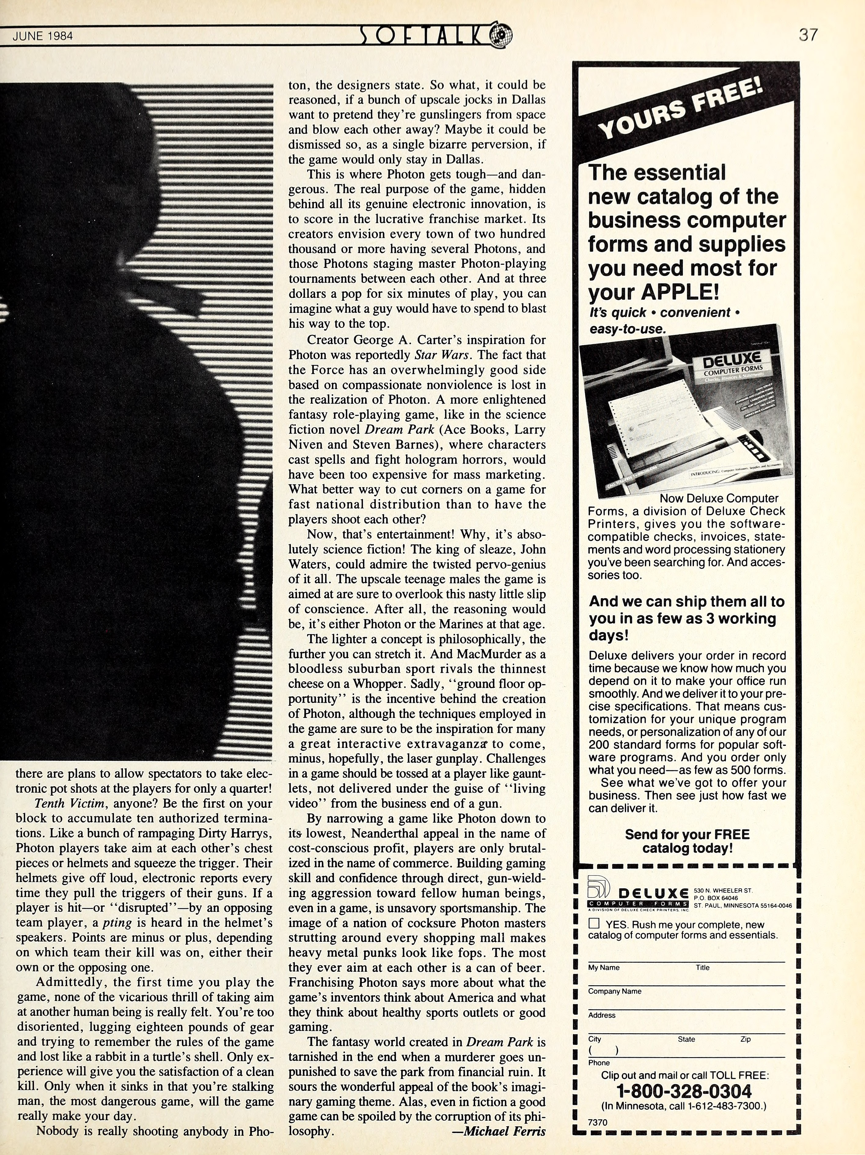 JUNE 1984
SOFTALK
37
there are plans to allow spectators to take elec-
tronic pot shots at the players for only a quarter!
Tenth Victim, anyone? Be the first on your
block to accumulate ten authorized termina-
tions. Like a bunch of rampaging Dirty Harrys,
Photon players take aim at each other's chest
pieces or helmets and squeeze the trigger. Their
helmets give off loud, electronic reports every
time they pull the triggers of their guns. If a
player is hit—or "disrupted"—by an opposing
team player, a pting is heard in the helmet's
speakers. Points are minus or plus, depending
on which team their kill was on, either their
own or the opposing one.
Admittedly, the first time you play the
game, none of the vicarious thrill of taking aim
at another human being is really felt. You're too
disoriented, lugging eighteen pounds of gear
and trying to remember the rules of the game
and lost like a rabbit in a turtle's shell. Only ex-
perience will give you the satisfaction of a clean
kill. Only when it sinks in that you're stalking
man, the most dangerous game, will the game
really make your day.
Nobody is really shooting anybody in Pho-
ton, the designers state. So what, it could be
reasoned, if a bunch of upscale jocks in Dallas
want to pretend they're gunslingers from space
and blow each other away? Maybe it could be
dismissed so, as a single bizarre perversion, if
the game would only stay in Dallas.
This is where Photon gets tough—and dan-
gerous. The real purpose of the game, hidden
behind all its genuine electronic innovation, is
to score in the lucrative franchise market. Its
creators envision every town of two hundred
thousand or more having several Photons, and
those Photons staging master Photon-playing
tournaments between each other. And at three
dollars a pop for six minutes of play, you can
imagine what a guy would have to spend to blast
his way to the top.
Creator George A. Carter's inspiration for
Photon was reportedly Star Wars. The fact that
the Force has an overwhelmingly good side
based on compassionate nonviolence is lost in
the realization of Photon. A more enlightened
fantasy role-playing game, like in the science
fiction novel Dream Park (Ace Books, Larry
Niven and Steven Barnes), where characters
cast spells and fight hologram horrors, would
have been too expensive for mass marketing.
What better way to cut corners on a game for
fast national distribution than to have the
players shoot each other?
Now, that's entertainment! Why, it's abso-
lutely science fiction! The king of sleaze, John
Waters, could admire the twisted pervo-genius
of it all. The upscale teenage males the game is
aimed at are sure to overlook this nasty little slip
of conscience. After all, the reasoning would
be, it's either Photon or the Marines at that age.
The lighter a concept is philosophically, the
further you can stretch it. And MacMurder as a
bloodless suburban sport rivals the thinnest
cheese on a Whopper. Sadly, "ground floor op-
portunity" is the incentive behind the creation
of Photon, although the techniques employed in
the game are sure to be the inspiration for many
a great interactive extravaganza to come,
minus, hopefully, the laser gunplay. Challenges
in a game should be tossed at a player like gaunt-
lets, not delivered under the guise of "living
video" from the business end of a gun.
By narrowing a game like Photon down to
its lowest, Neanderthal appeal in the name of
cost-conscious profit, players are only brutal-
ized in the name of commerce. Building gaming
skill and confidence through direct, gun-wield-
ing aggression toward fellow human beings,
even in a game, is unsavory sportsmanship. The
image of a nation of cocksure Photon masters
strutting around every shopping mall makes
heavy metal punks look like fops. The most
they ever aim at each other is a can of beer.
Franchising Photon says more about what the
game's inventors think about America and what
they think about healthy sports outlets or good
gaming.
The fantasy world created in Dream Park is
tarnished in the end when a murderer goes un-
punished to save the park from financial ruin. It
sours the wonderful appeal of the book's imagi-
nary gaming theme. Alas, even in fiction a good
game can be spoiled by the corruption of its phi-
losophy. —Michael Ferris
YOURS FREE!
The essential
new catalog of the
business computer
forms and supplies
you need most for
your APPLE!
It's quick • convenient •
easy-to-use.
DELUXE
COMPUTER FORMS
INTRODUCING
Now Deluxe Computer
Forms, a division of Deluxe Check
Printers, gives you the software-
compatible checks, invoices, state-
ments and word processing stationery
you've been searching for. And acces-
sories too.
And we can ship them all to
you in as few as 3 working
days!
Deluxe delivers your order in record
time because we know how much you
depend on it to make your office run
smoothly. And we deliver it to your pre-
cise specifications. That means cus-
tomization for your unique program
needs, or personalization of any of our
200 standard forms for popular soft-
ware programs. And you order only
what you need—as few as 500 forms.
See what we've got to offer your
business. Then see just how fast we
can deliver it.
Send for your FREE
catalog today!
DELUXE
COMPUTER FORMS
A DIVISION OF DELUXE CHECK PRINTERS, INC.
530 N. WHEELER ST.
P.O. BOX 64046
ST. PAUL, MINNESOTA 55164-0046
YES. Rush me your complete, new
catalog of computer forms and essentials.
My Name Title
Company Name
Address
City State Zip
( )
Phone
Clip out and mail or call TOLL FREE:
1-800-328-0304
(In Minnesota, call 1-612-483-7300.)
7370